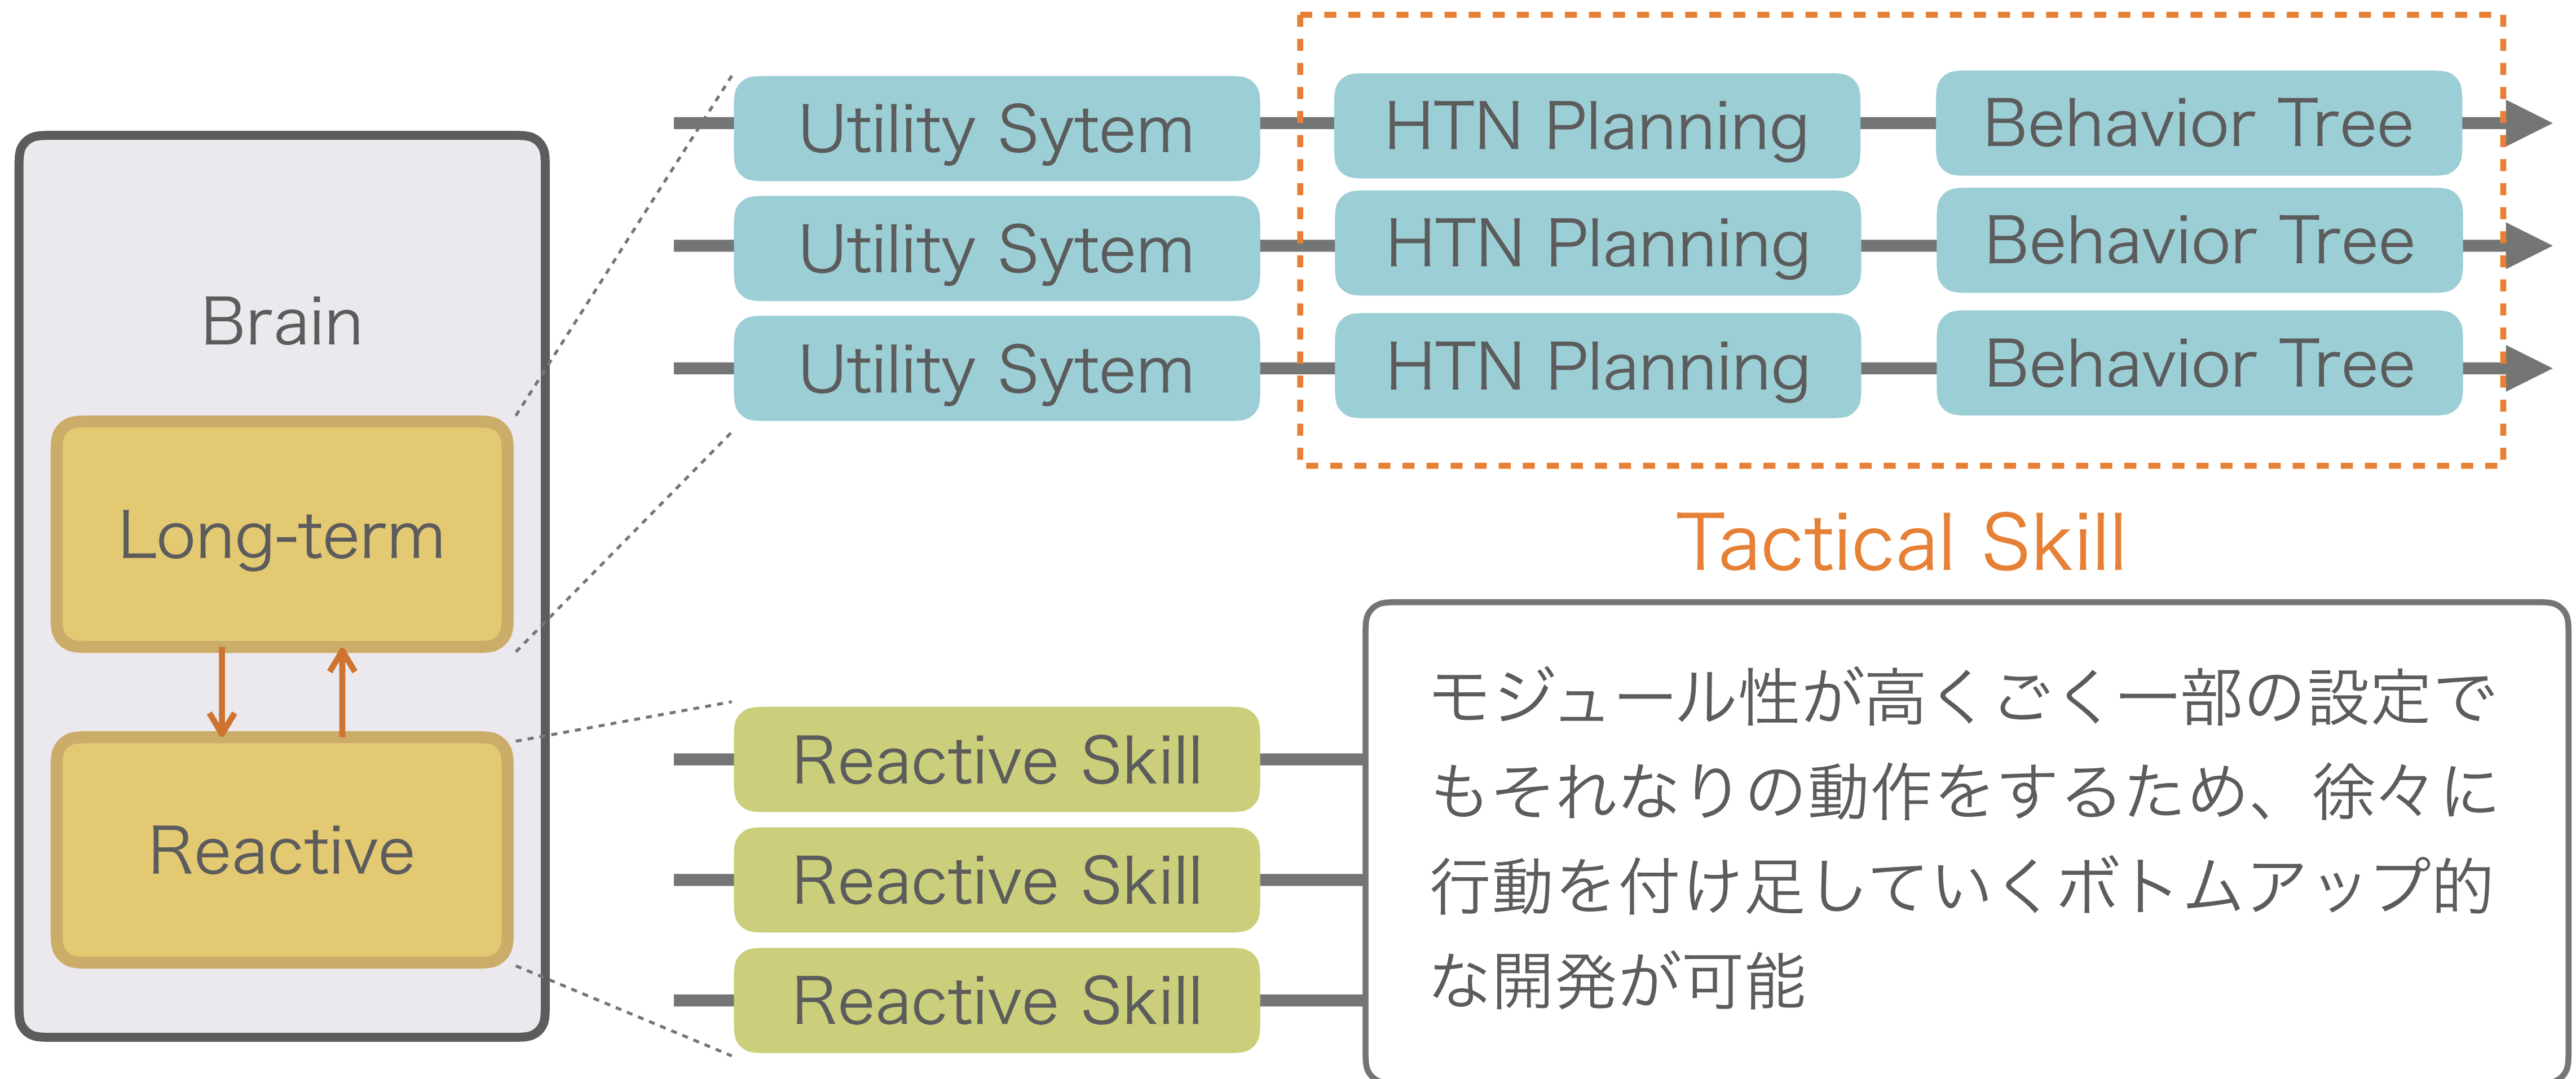 Utility Sytem
HTN Planning
Behavior Tree
Utility Sytem
HTN Planning
Behavior Tree
Utility Sytem
HTN Planning
Behavior Tree
Tactical Skill
Brain
Long-term
Reactive
Reactive Skill
Reactive Skill
Reactive Skill
モジュール性が高くごく一部の設定で
もそれなりの動作をするため、徐々に
行動を付け足していくボトムアップ的
な開発が可能